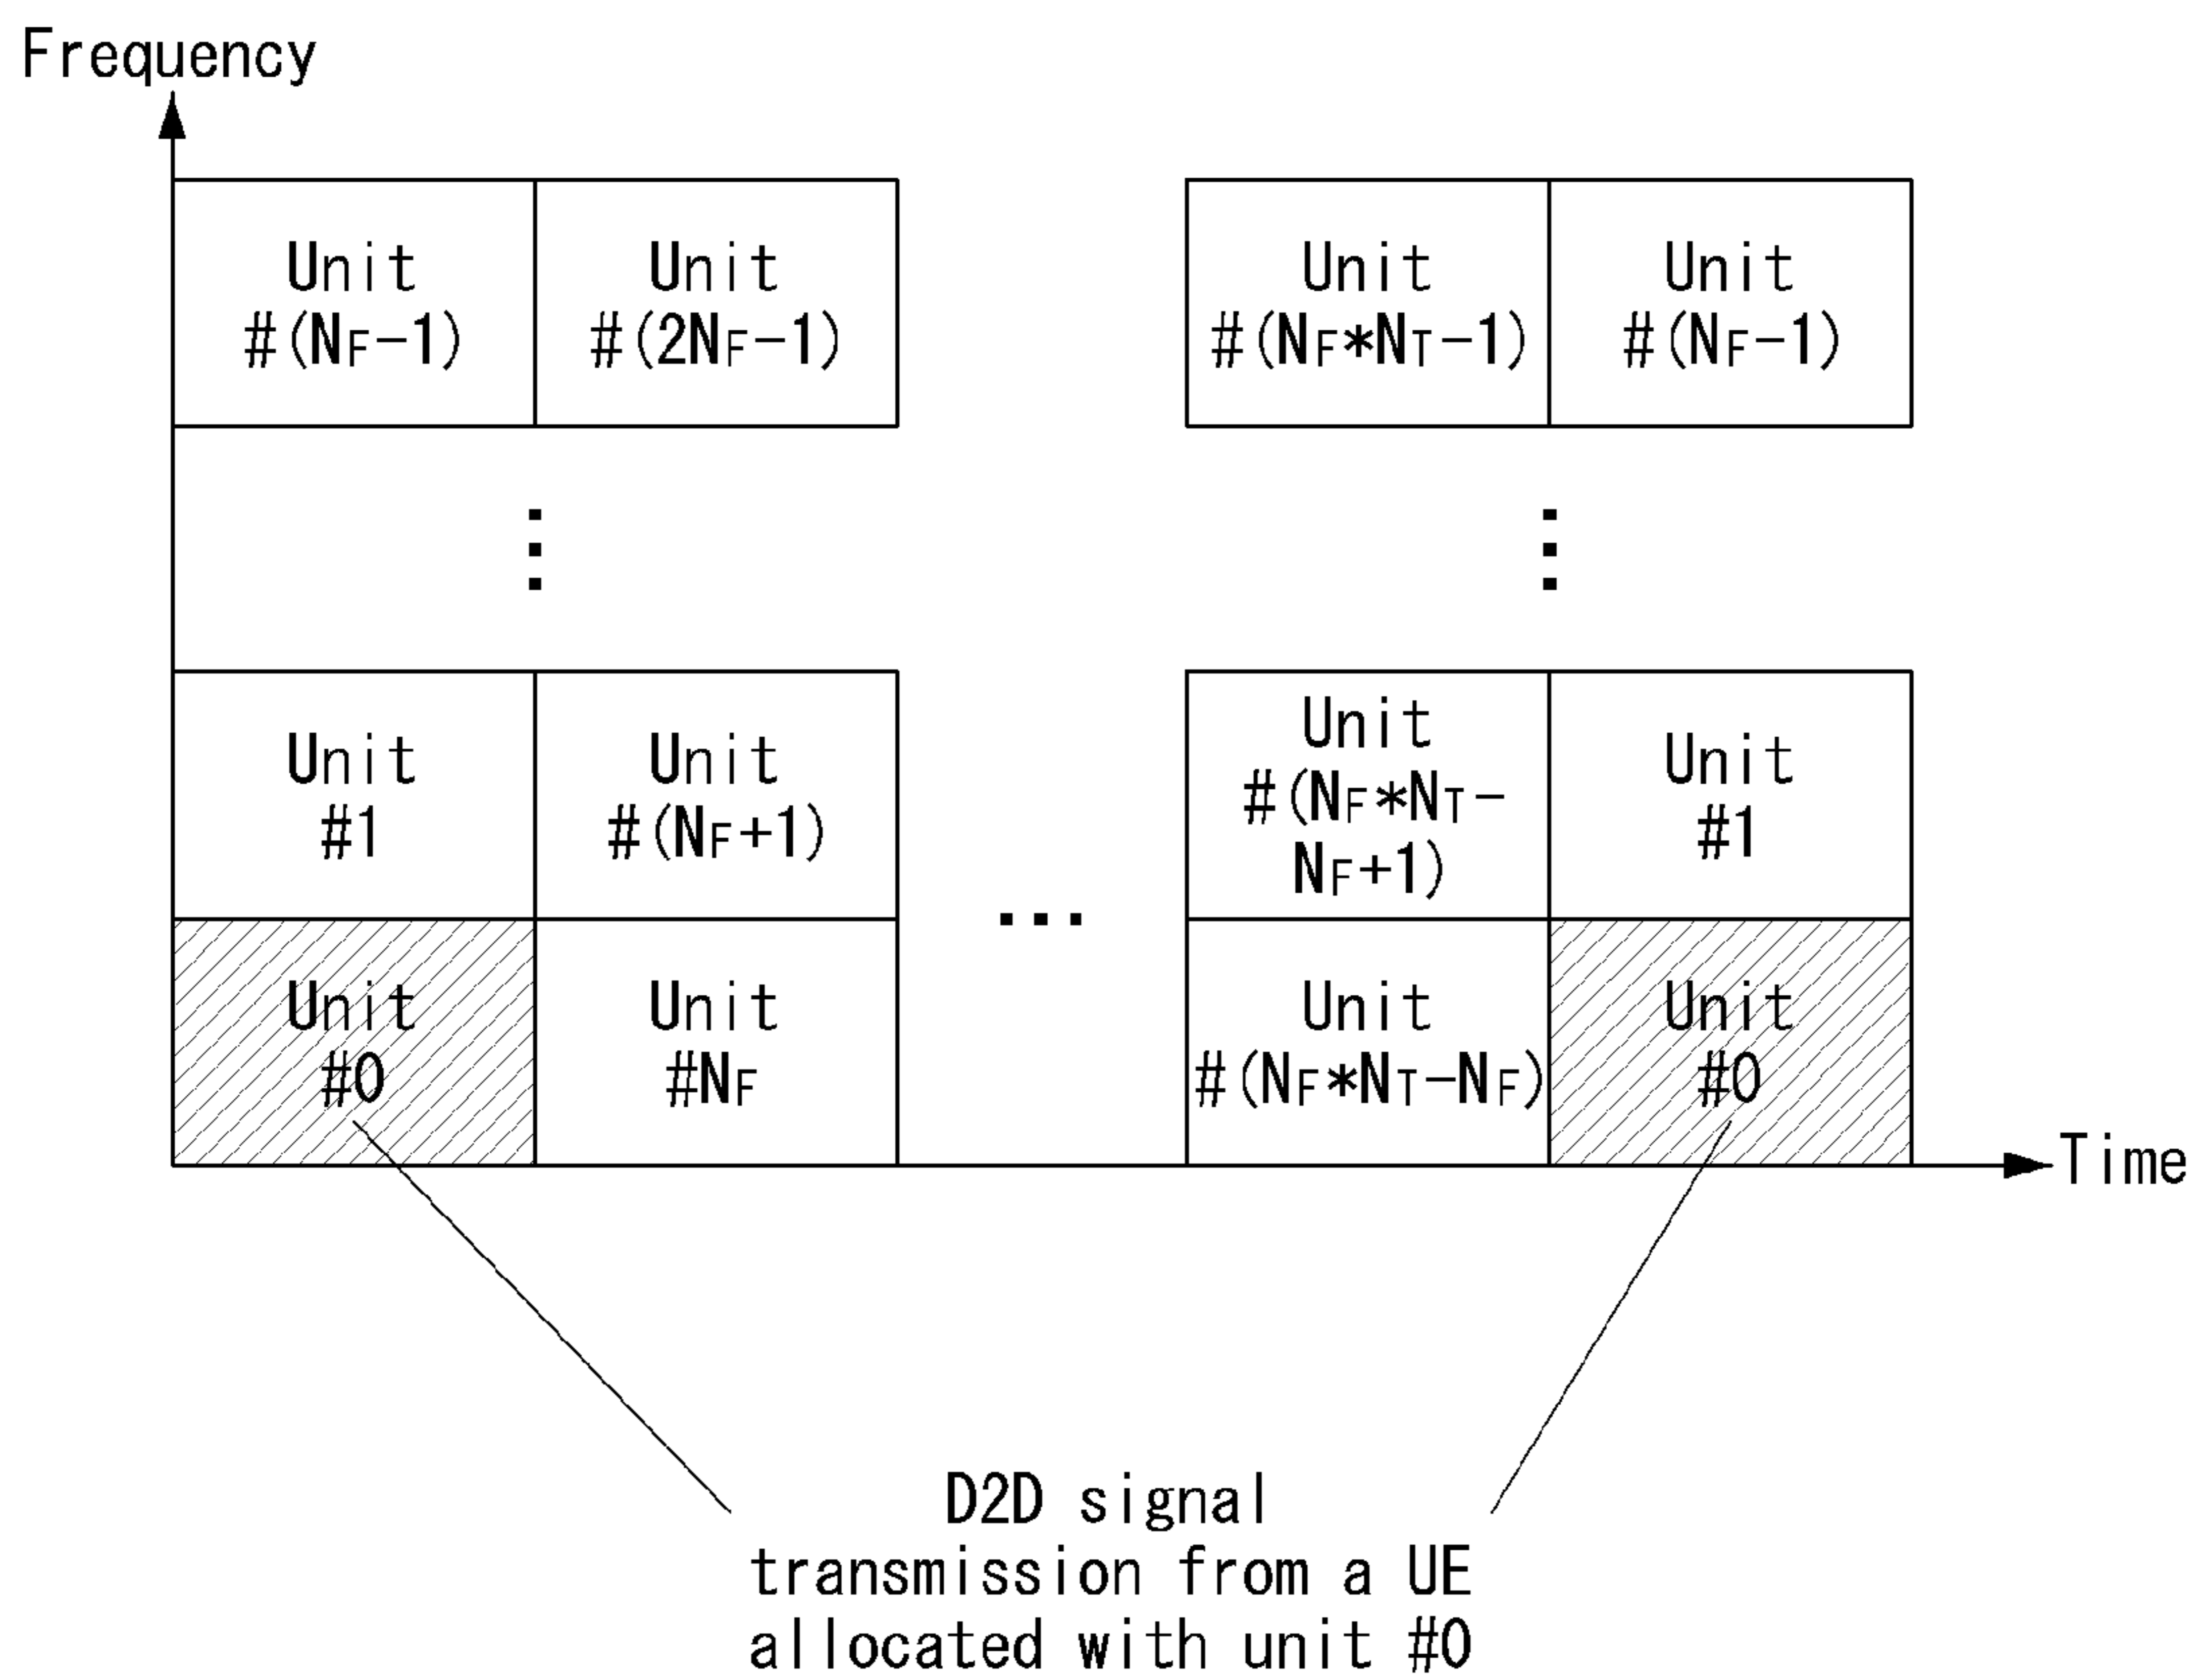 Frequency
Unit
#(NF-1)
Unit
#(2NF-1)
Unit
#(NF*NT-1)
Unit
#(NF-1)
Unit
#1
Unit
#(NF+1)
Unit
#(NF*NT-
NF+1)
Unit
#1
...
Unit
#0
Unit
#NF
Unit
#(NF*NT-NF)
Unit
#0
Time
D2D signal
transmission from a UE
allocated with unit #0